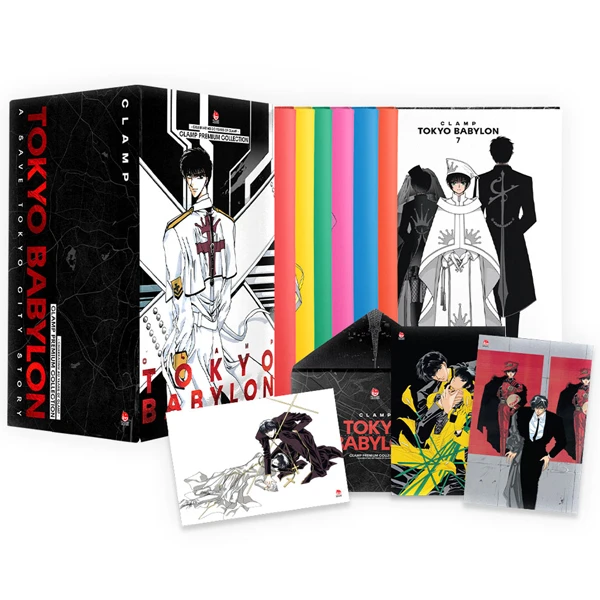 CLAMP
TOKYO BABYLON
A SAVE TOKYO CITY STORY
CLAMP PREMIUM COLLECTION
CLAMP PREMIUM COLLECTION
CLAMP
TOKYO
BABYLON
CLAMP
TOKYO BABYLON
7
CLAMP
TOKYO
BABYLON
CLAMP PREMIUM COLLECTION